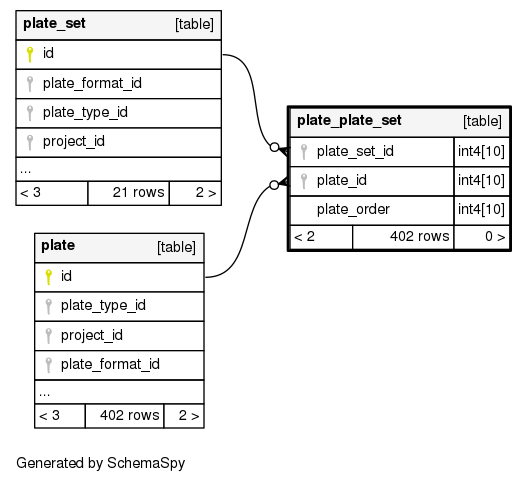 plate_set [table]
id
plate_format_id
plate_type_id
project_id
...
< 3 21 rows 2 >
plate_plate_set [table]
plate_set_id int4[10]
plate_id int4[10]
plate_order int4[10]
< 2 402 rows 0 >
plate [table]
id
plate_type_id
project_id
plate_format_id
...
< 3 402 rows 2 >
Generated by SchemaSpy